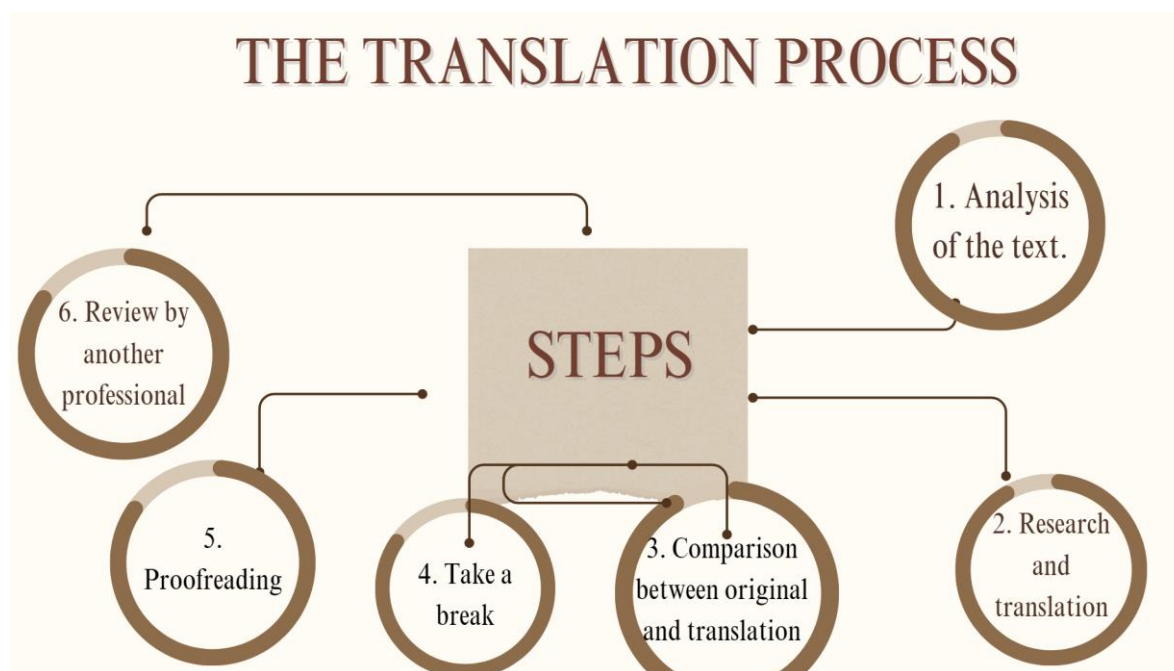 THE TRANSLATION PROCESS
STEPS
1. Analysis
of the text.
2. Research
and
translation
3. Comparison
between original
and translation
4. Take a
break
5.
Proofreading
6. Review by
another
professional